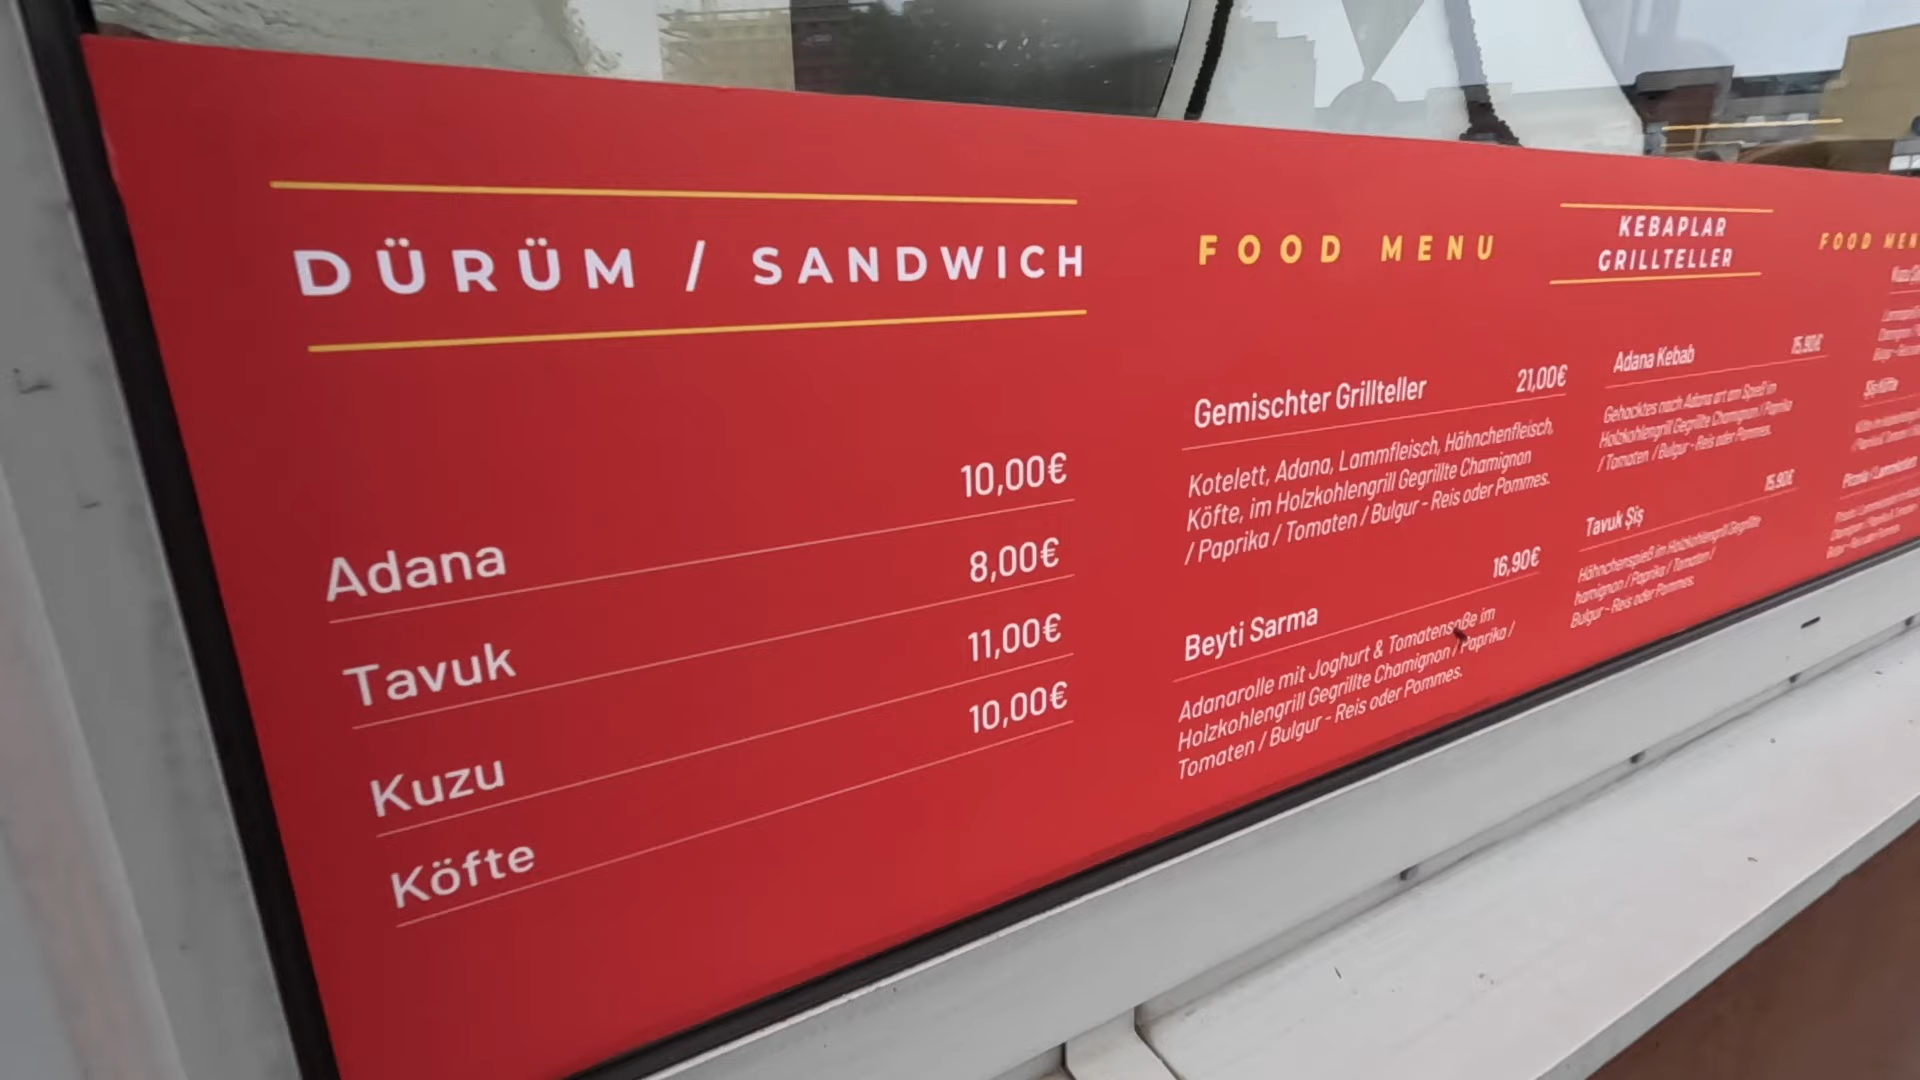 DÜRÜM / SANDWICH
Adana 10,00€
Tavuk 8,00€
Kuzu 11,00€
Köfte 10,00€
FOOD MENU
Gemischter Grillteller 21,00€
Kotelett, Adana, Lammfleisch, Hähnchenfleisch,
Köfte, im Holzkohlengrill Gegrillte Chamignon
/ Paprika / Tomaten / Bulgur - Reis oder Pommes.
Beyti Sarma 16,90€
Adanarolle mit Joghurt & Tomatensoße im
Holzkohlengrill Gegrillte Chamignon / Paprika /
Tomaten / Bulgur - Reis oder Pommes.
KEBAPLAR
GRILLTELLER
Adana Kebab 15,90€
Gehacktes nach Adana art am Spieß im
Holzkohlengrill Gegrillte Chamignon / Paprika
/ Tomaten / Bulgur - Reis oder Pommes.
Tavuk Şiş 15,90€
Hähnchenspieß im Holzkohlengrill Gegrillte
hamignon / Paprika / Tomaten /
Bulgur - Reis oder Pommes.
FOOD MEN